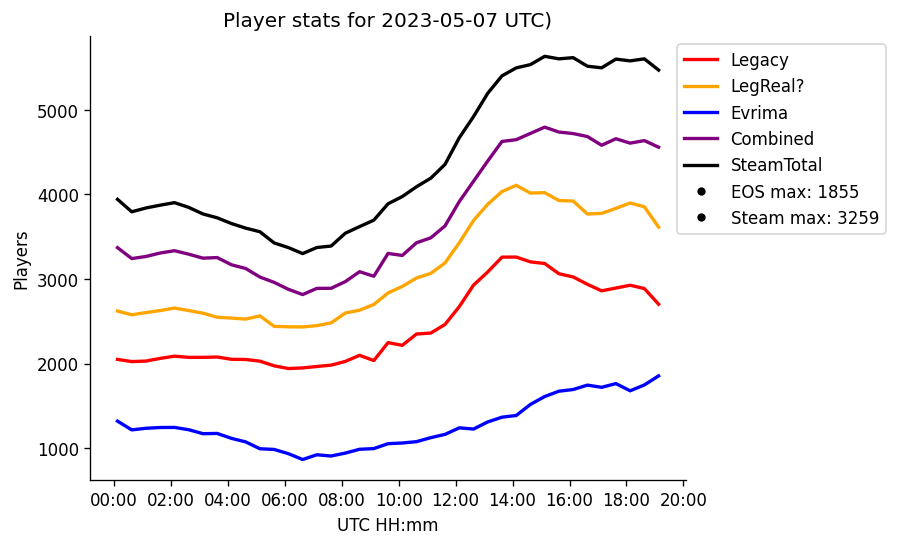 Player stats for 2023-05-07 UTC)
Legacy
LegReal?
Evrima
Combined
SteamTotal
EOS max: 1855
Steam max: 3259
Players
5000
4000
3000
2000
1000
00:00 02:00 04:00 06:00 08:00 10:00 12:00 14:00 16:00 18:00 20:00
UTC HH:mm